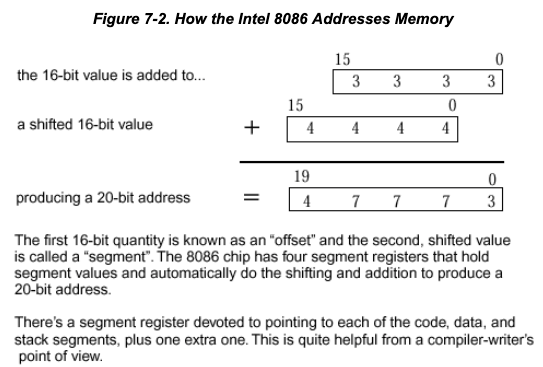 Figure 7-2. How the Intel 8086 Addresses Memory
15 0
the 16-bit value is added to... 3 3 3 3
15 0
a shifted 16-bit value + 4 4 4 4
19 0
producing a 20-bit address = 4 7 7 7 3
The first 16-bit quantity is known as an “offset” and the second, shifted value
is called a “segment”. The 8086 chip has four segment registers that hold
segment values and automatically do the shifting and addition to produce a
20-bit address.
There’s a segment register devoted to pointing to each of the code, data, and
stack segments, plus one extra one. This is quite helpful from a compiler-writer’s
point of view.